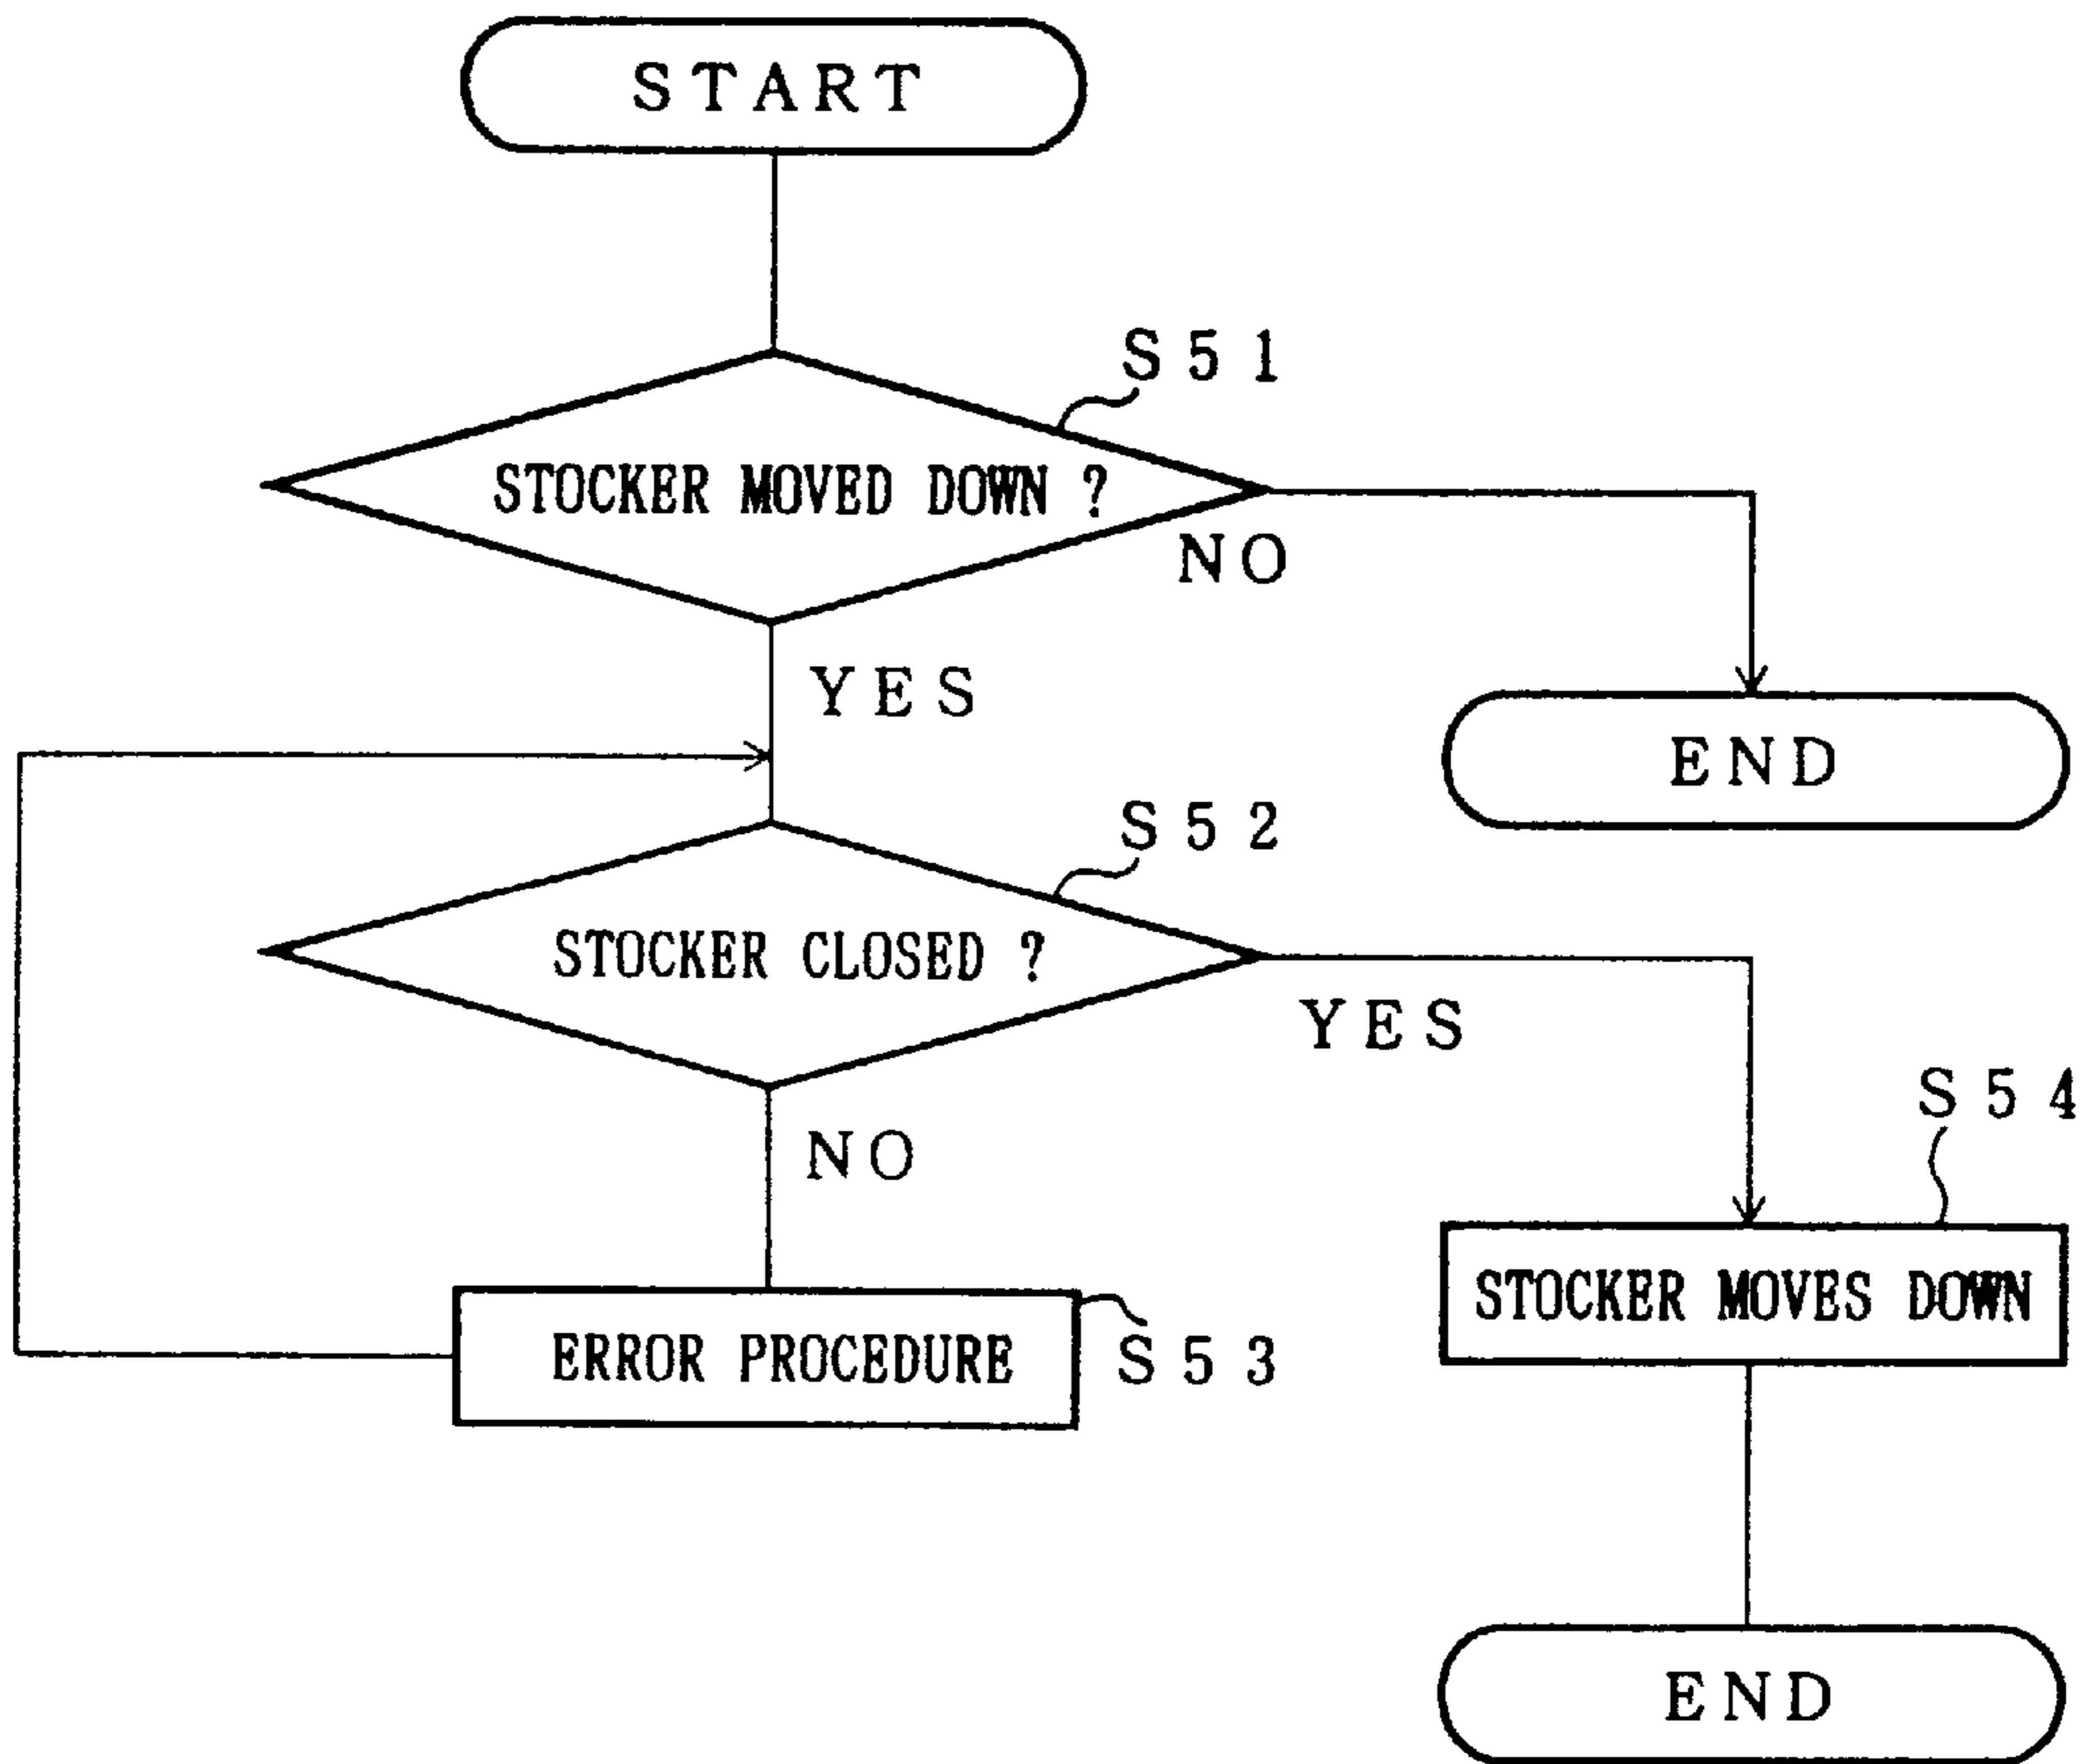 START
S51
STOCKER MOVED DOWN ?
NO
YES
END
S52
STOCKER CLOSED ?
YES
S54
NO
STOCKER MOVES DOWN
ERROR PROCEDURE
S53
END